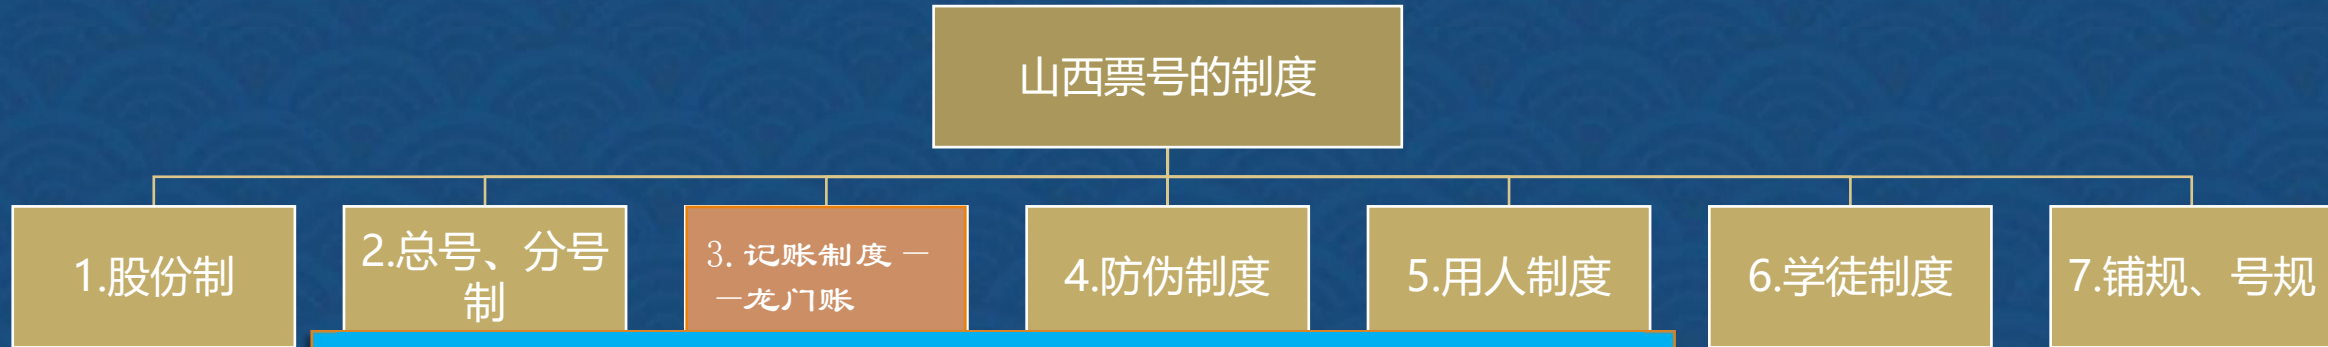 山西票号的制度
1.股份制
2.总号、分号
制
3.记账制度－
－龙门账
4.防伪制度
5.用人制度
6.学徒制度
7.铺规、号规